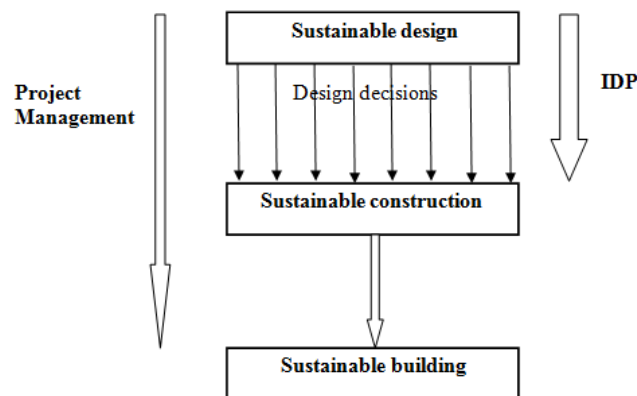 Sustainable design
Design decisions
Project
Management
IDP
Sustainable construction
Sustainable building